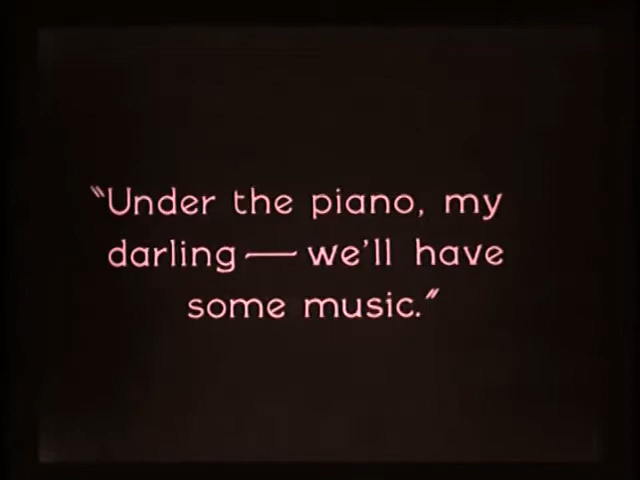 "Under the piano, my
darling — we'll have
some music."